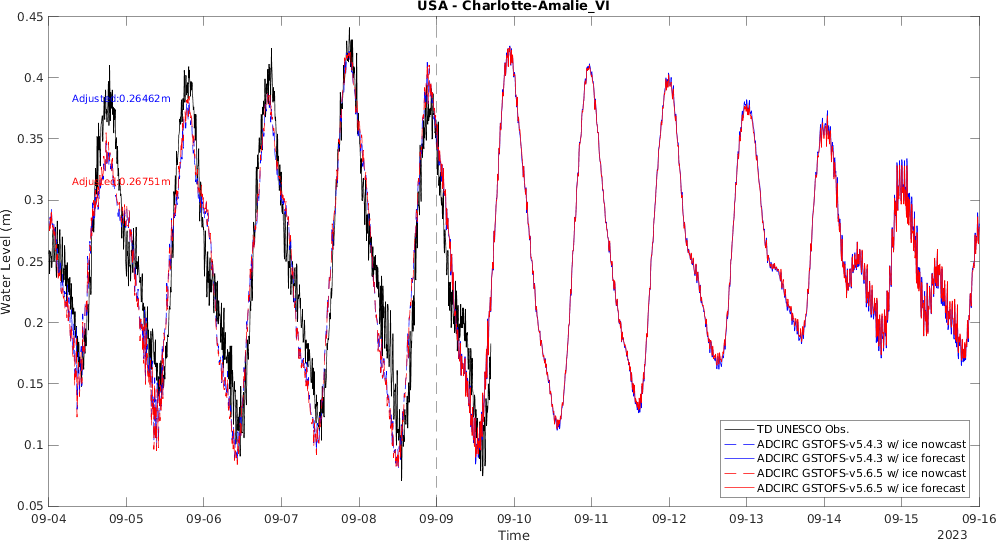 USA - Charlotte-Amalie_VI
0.45
0.4
0.35
0.3
0.25
0.2
0.15
0.1
0.05
Water Level (m)
Adjusted:0.26462m
Adjusted:0.26751m
TD UNESCO Obs.
ADCIRC GSTOFS-v5.4.3 w/ ice nowcast
ADCIRC GSTOFS-v5.4.3 w/ ice forecast
ADCIRC GSTOFS-v5.6.5 w/ ice nowcast
ADCIRC GSTOFS-v5.6.5 w/ ice forecast
09-04 09-05 09-06 09-07 09-08 09-09 09-10 09-11 09-12 09-13 09-14 09-15 09-16
Time
2023